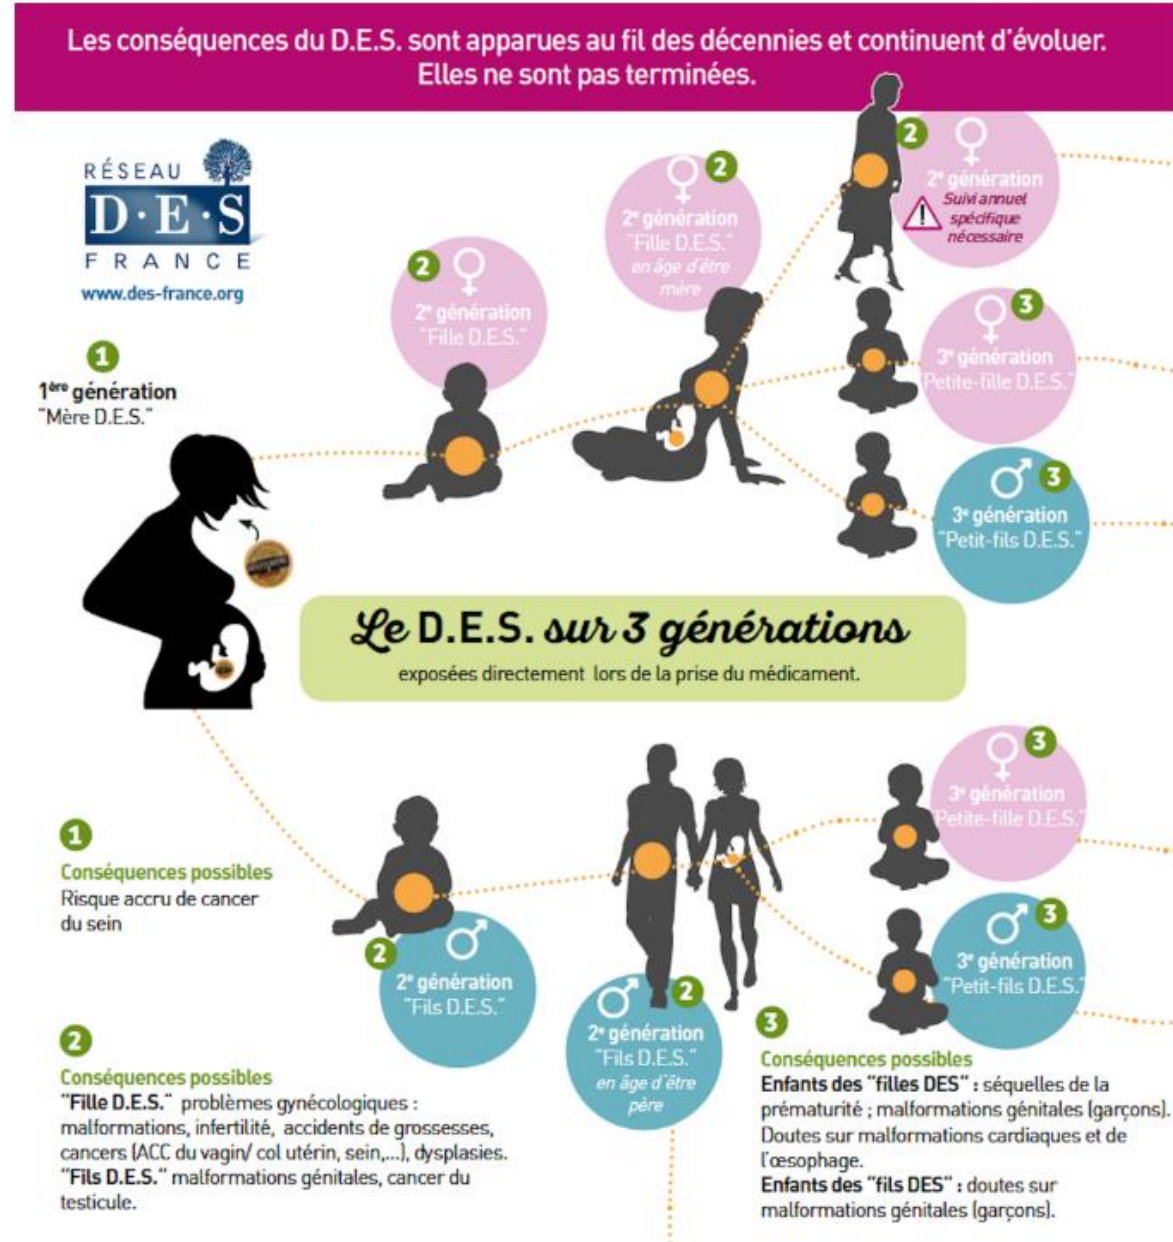 Les conséquences du D.E.S. sont apparues au fil des décennies et continuent d'évoluer.
Elles ne sont pas terminées.
RÉSEAU
D·E·S
FRANCE
www.des-france.org
1
1ère génération
"Mère D.E.S."
2
2e génération
"Fille D.E.S."
2
2e génération
"Fille D.E.S."
en âge d'être
mère
2
2e génération
Suivi annuel
spécifique
nécessaire
3
3e génération
"Petite-fille D.E.S."
3
3e génération
"Petit-fils D.E.S."
Le D.E.S. sur 3 générations
exposées directement lors de la prise du médicament.
3
3e génération
"Petite-fille D.E.S."
3
3e génération
"Petit-fils D.E.S."
2
2e génération
"Fils D.E.S."
2
2e génération
"Fils D.E.S."
en âge d'être
père
1
Conséquences possibles
Risque accru de cancer
du sein
2
Conséquences possibles
"Fille D.E.S." problèmes gynécologiques :
malformations, infertilité, accidents de grossesses,
cancers (ACC du vagin/ col utérin, sein,...), dysplasies.
"Fils D.E.S." malformations génitales, cancer du
testicule.
3
Conséquences possibles
Enfants des "filles DES" : séquelles de la
prématurité ; malformations génitales (garçons).
Doutes sur malformations cardiaques et de
l'œsophage.
Enfants des "fils DES" : doutes sur
malformations génitales (garçons).